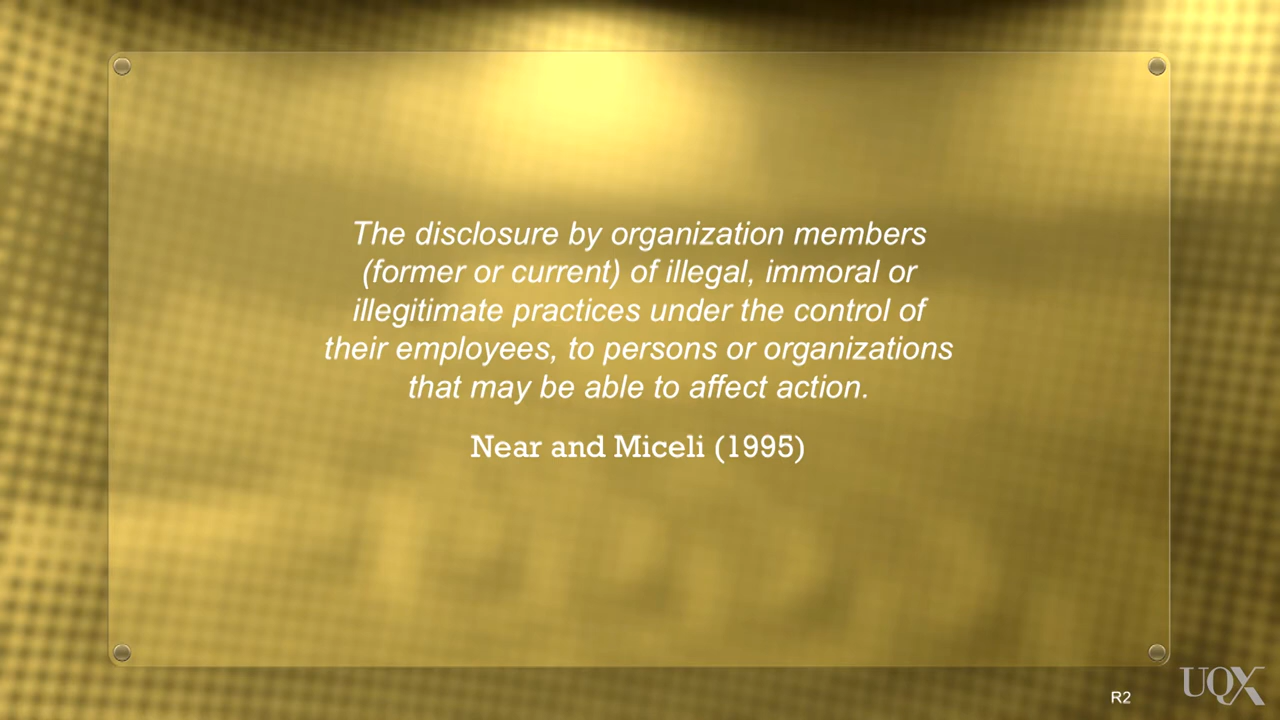 The disclosure by organization members
(former or current) of illegal, immoral or
illegitimate practices under the control of
their employees, to persons or organizations
that may be able to affect action.
Near and Miceli (1995)
R2
UQX